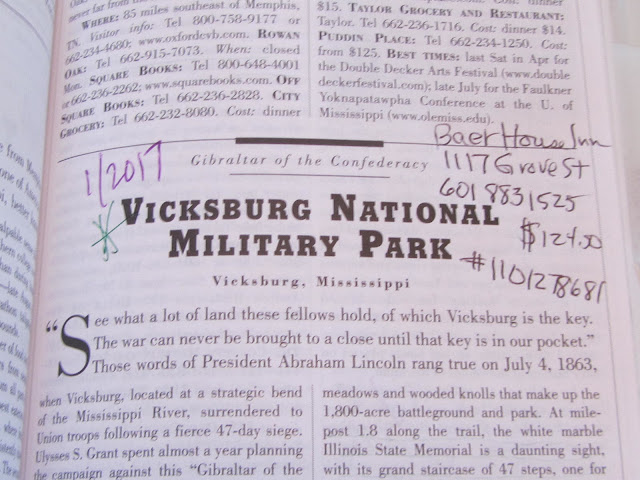 never far from the
WHERE: 85 miles southeast of Memphis,
TN. Visitor info: Tel 800-758-9177 or
662-234-4680; www.oxfordcvb.com. ROWAN
OAK: Tel 662-915-7073. When: closed
Mon. SQUARE BOOKS: Tel 800-648-4001
or 662-236-2262; www.squarebooks.com. OFF
SQUARE BOOKS: Tel 662-236-2828. CITY
GROCERY: Tel 662-232-8080. Cost: dinner
$15. TAYLOR GROCERY AND RESTAURANT:
Taylor. Tel 662-236-1716. Cost: dinner $14.
PUDDIN PLACE: Tel 662-234-1250. Cost:
from $125. BEST TIMES: last Sat in Apr for
the Double Decker Arts Festival (www.double
deckerfestival.com); late July for the Faulkner
Yoknapatawpha Conference at the U. of
Mississippi (www.olemiss.edu).
Baer House Inn
1117 Grove St
601 8831525
$124.00
#1101278681
1/2017
Gibraltar of the Confederacy
VICKSBURG NATIONAL
MILITARY PARK
Vicksburg, Mississippi
“See what a lot of land these fellows hold, of which Vicksburg is the key.
The war can never be brought to a close until that key is in our pocket.”
Those words of President Abraham Lincoln rang true on July 4, 1863,
when Vicksburg, located at a strategic bend
of the Mississippi River, surrendered to
Union troops following a fierce 47-day siege.
Ulysses S. Grant spent almost a year planning
the campaign against this “Gibraltar of the
meadows and wooded knolls that make up the
1,800-acre battleground and park. At mile-
post 1.8 along the trail, the white marble
Illinois State Memorial is a daunting sight,
with its grand staircase of 47 steps, one for